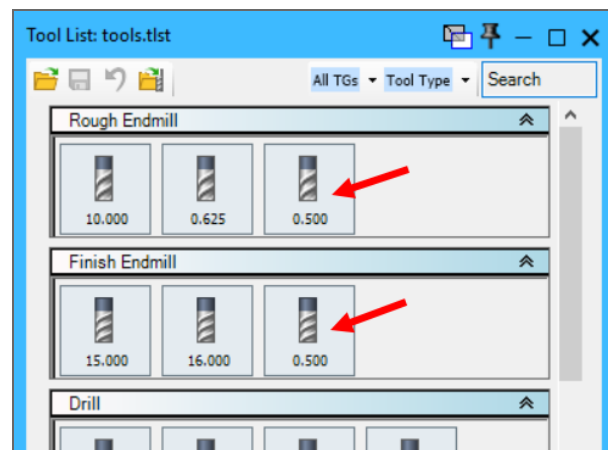 Tool List: tools.tlst
All TGs Tool Type Search
Rough Endmill
10.000 0.625 0.500
Finish Endmill
15.000 16.000 0.500
Drill